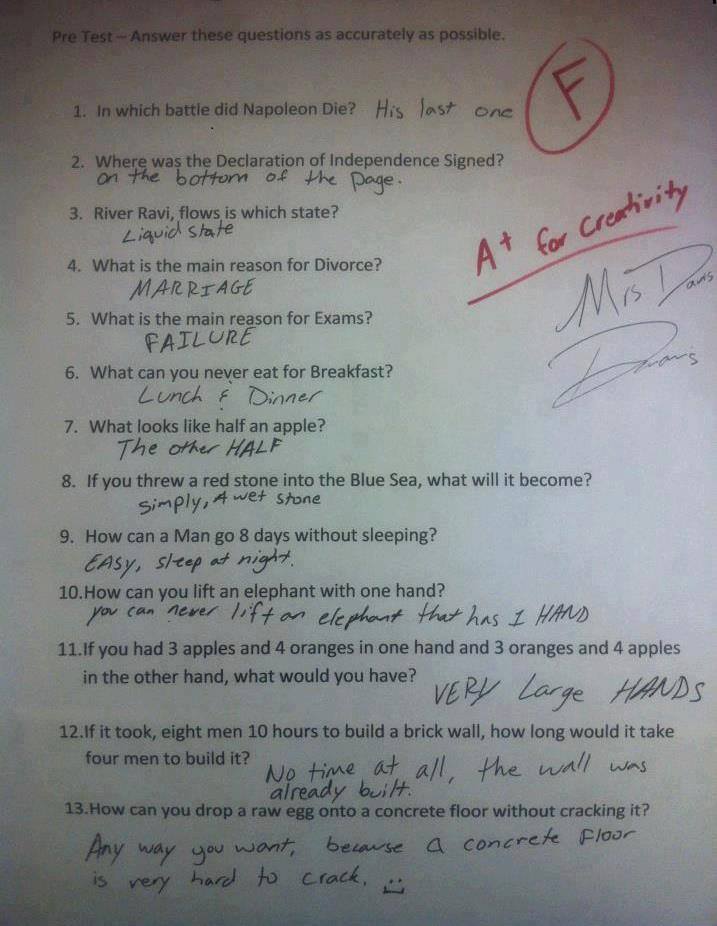 Pre Test – Answer these questions as accurately as possible.
F
1. In which battle did Napoleon Die? His last one
2. Where was the Declaration of Independence Signed?
on the bottom of the page.
3. River Ravi, flows is which state?
Liquid state
A+ for Creativity
4. What is the main reason for Divorce?
MARRIAGE
Mrs Davis
5. What is the main reason for Exams?
FAILURE
6. What can you never eat for Breakfast?
Lunch & Dinner
7. What looks like half an apple?
The other HALF
8. If you threw a red stone into the Blue Sea, what will it become?
simply, A wet stone
9. How can a Man go 8 days without sleeping?
EASY, sleep at night.
10.How can you lift an elephant with one hand?
you can never lift an elephant that has 1 HAND
11.If you had 3 apples and 4 oranges in one hand and 3 oranges and 4 apples
in the other hand, what would you have?
VERY Large HANDS
12.If it took, eight men 10 hours to build a brick wall, how long would it take
four men to build it?
No time at all, the wall was
already built.
13.How can you drop a raw egg onto a concrete floor without cracking it?
Any way you want, because a concrete Floor
is very hard to crack. :)